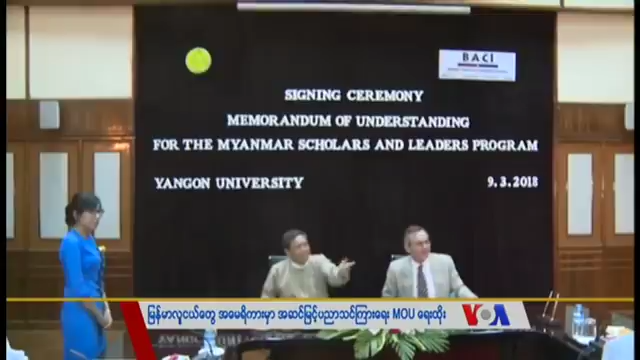 BACI
SIGNING CEREMONY
MEMORANDUM OF UNDERSTANDING
FOR THE MYANMAR SCHOLARS AND LEADERS PROGRAM
YANGON UNIVERSITY 9.3.2018
မြန်မာလူငယ်တွေ အမေရိကားမှာ အဆင့်မြင့်ပညာသင်ကြားရေး MOU ရေးထိုး
VOA